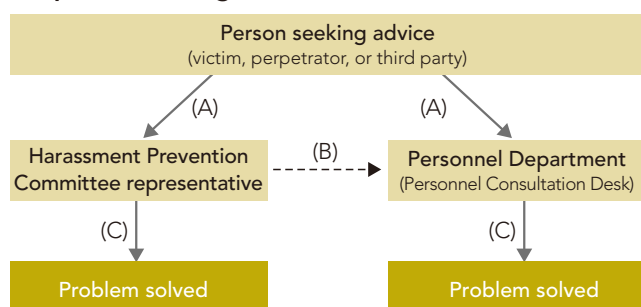 Person seeking advice
(victim, perpetrator, or third party)
(A)
(A)
Harassment Prevention
Committee representative
(B)
Personnel Department
(Personnel Consultation Desk)
(C)
(C)
Problem solved
Problem solved